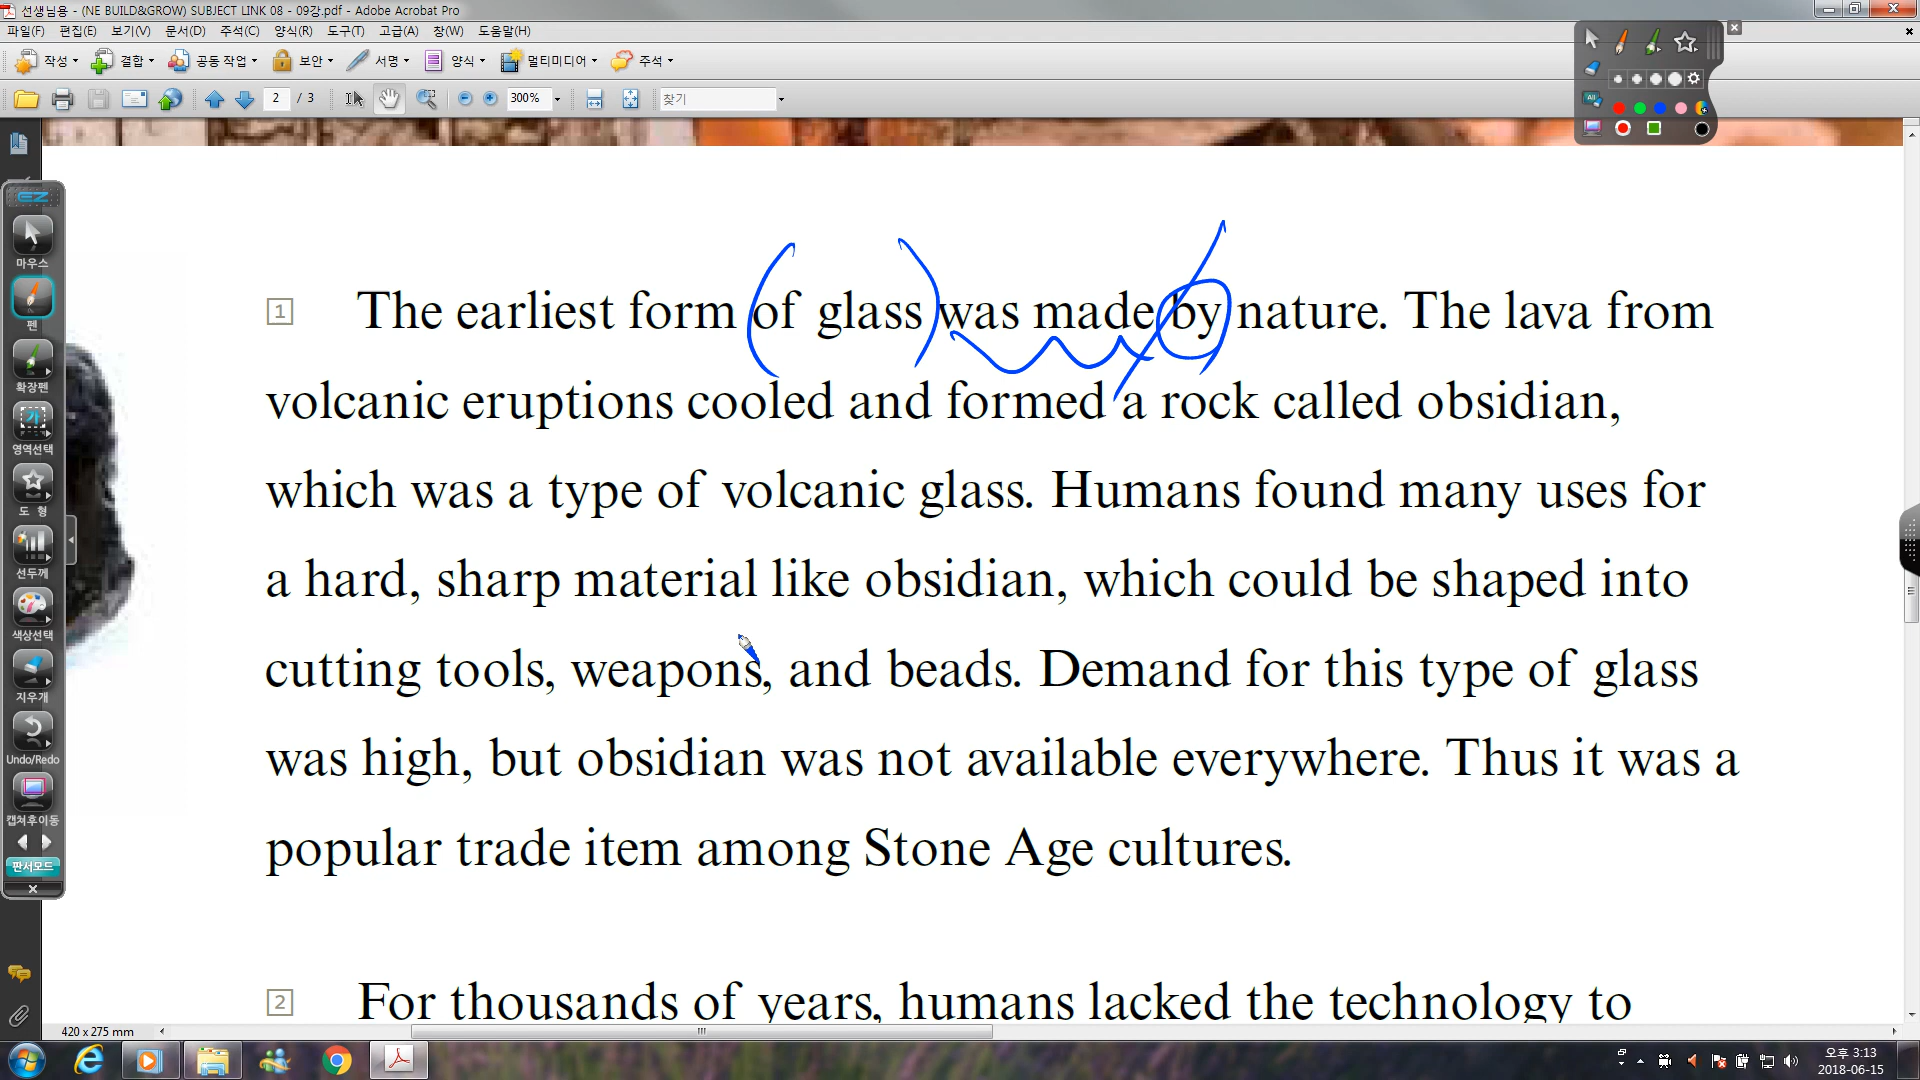 선생님용 - (NE BUILD&GROW) SUBJECT LINK 08 - 09강.pdf - Adobe Acrobat Pro
파일(F) 편집(E) 보기(V) 문서(D) 주석(C) 양식(R) 도구(T) 고급(A) 창(W) 도움말(H)
작성 결합 공동 작업 보안 서명 양식 멀티미디어 주석
2 / 3 300% 찾기
All
EZ
마우스
펜
확장펜
가
영역선택
도 형
선두께
색상선택
지우개
Undo/Redo
캡쳐후이동
판서모드
1 The earliest form of glass was made by nature. The lava from
volcanic eruptions cooled and formed a rock called obsidian,
which was a type of volcanic glass. Humans found many uses for
a hard, sharp material like obsidian, which could be shaped into
cutting tools, weapons, and beads. Demand for this type of glass
was high, but obsidian was not available everywhere. Thus it was a
popular trade item among Stone Age cultures.
2 For thousands of years, humans lacked the technology to
420 x 275 mm
오후 3:13
2018-06-15